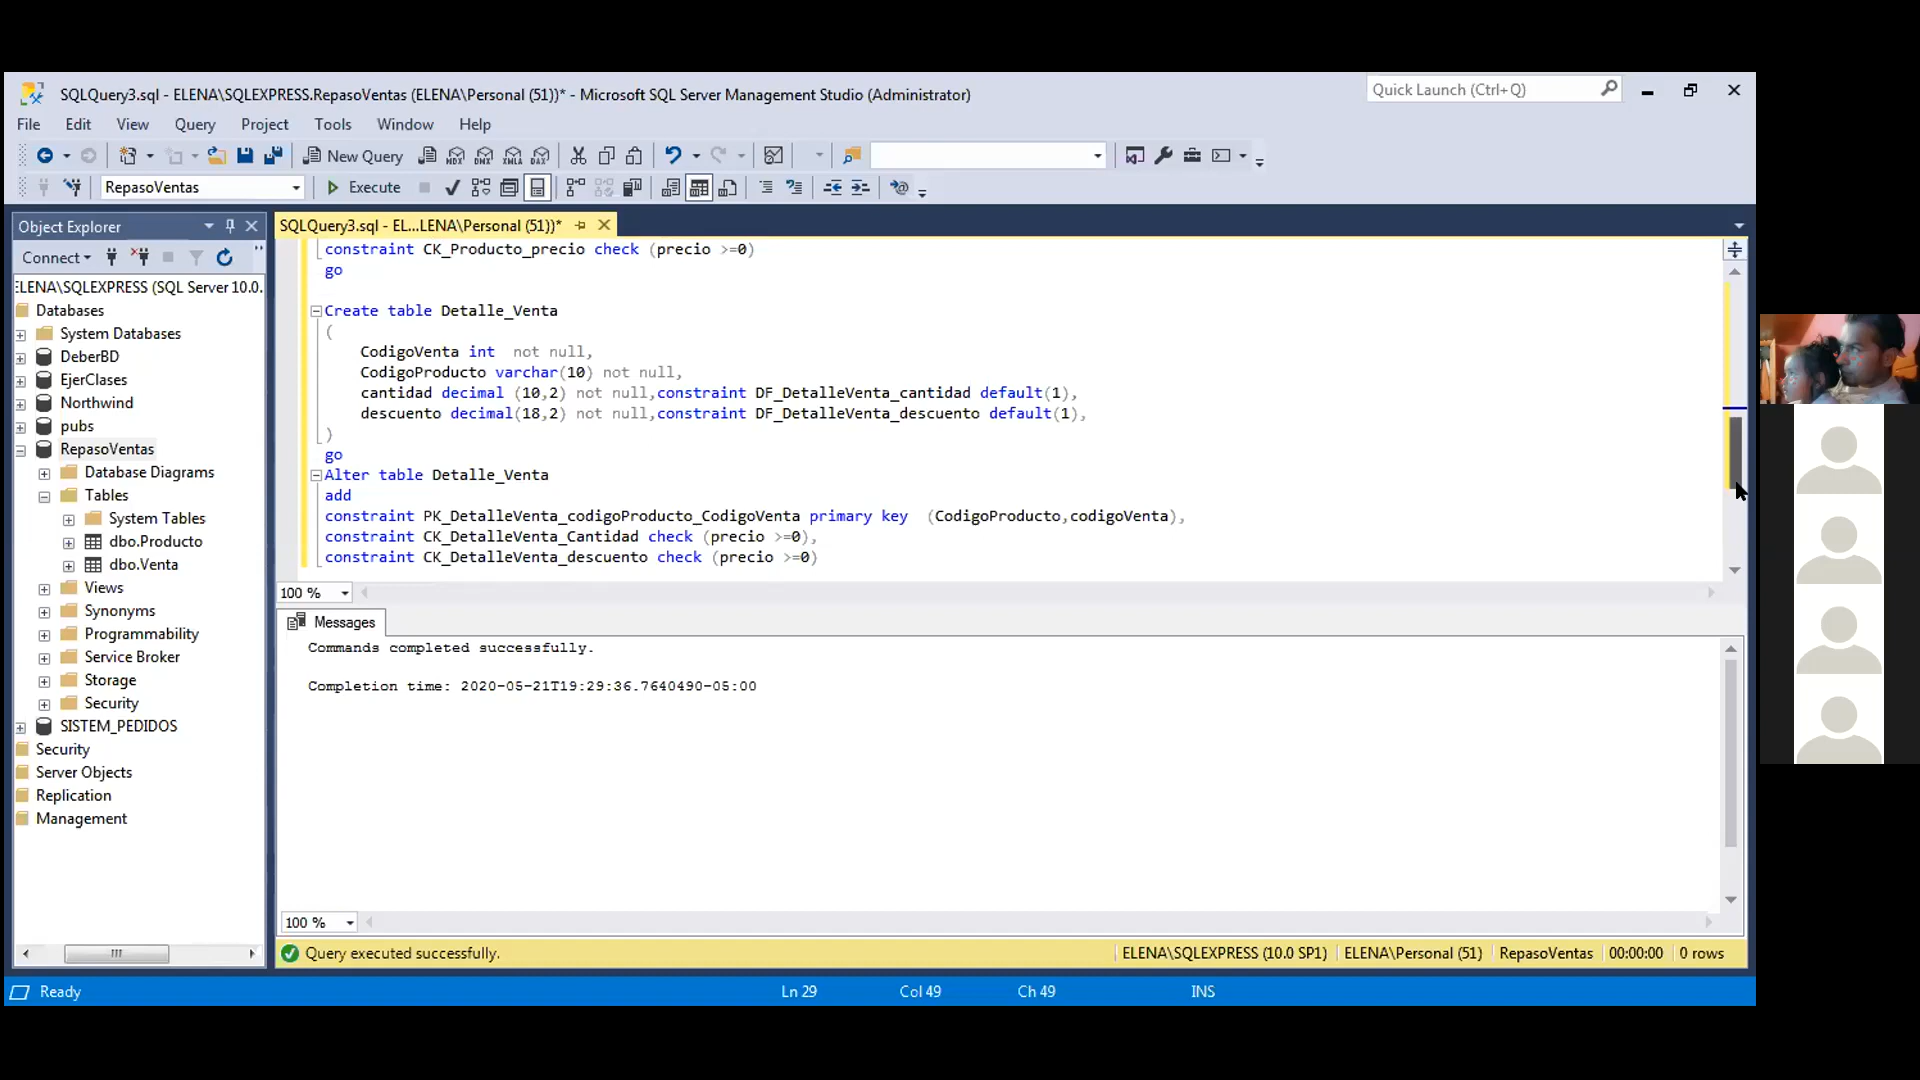 SQLQuery3.sql - ELENA\SQLEXPRESS.RepasoVentas (ELENA\Personal (51))* - Microsoft SQL Server Management Studio (Administrator)
Quick Launch (Ctrl+Q)
File Edit View Query Project Tools Window Help
New Query
RepasoVentas
Execute
Object Explorer
SQLQuery3.sql - EL...LENA\Personal (51))*
Connect
ELENA\SQLEXPRESS (SQL Server 10.0.
Databases
System Databases
DeberBD
EjerClases
Northwind
pubs
RepasoVentas
Database Diagrams
Tables
System Tables
dbo.Producto
dbo.Venta
Views
Synonyms
Programmability
Service Broker
Storage
Security
SISTEM_PEDIDOS
Security
Server Objects
Replication
Management
constraint CK_Producto_precio check (precio >=0)
go
Create table Detalle_Venta
(
CodigoVenta int  not null,
CodigoProducto varchar(10) not null,
cantidad decimal (10,2) not null,constraint DF_DetalleVenta_cantidad default(1),
descuento decimal(18,2) not null,constraint DF_DetalleVenta_descuento default(1),
)
go
Alter table Detalle_Venta
add
constraint PK_DetalleVenta_codigoProducto_CodigoVenta primary key  (CodigoProducto,codigoVenta),
constraint CK_DetalleVenta_Cantidad check (precio >=0),
constraint CK_DetalleVenta_descuento check (precio >=0)
100 %
Messages
Commands completed successfully.
Completion time: 2020-05-21T19:29:36.7640490-05:00
100 %
Query executed successfully.
ELENA\SQLEXPRESS (10.0 SP1) ELENA\Personal (51) RepasoVentas 00:00:00 0 rows
Ready
Ln 29 Col 49 Ch 49 INS